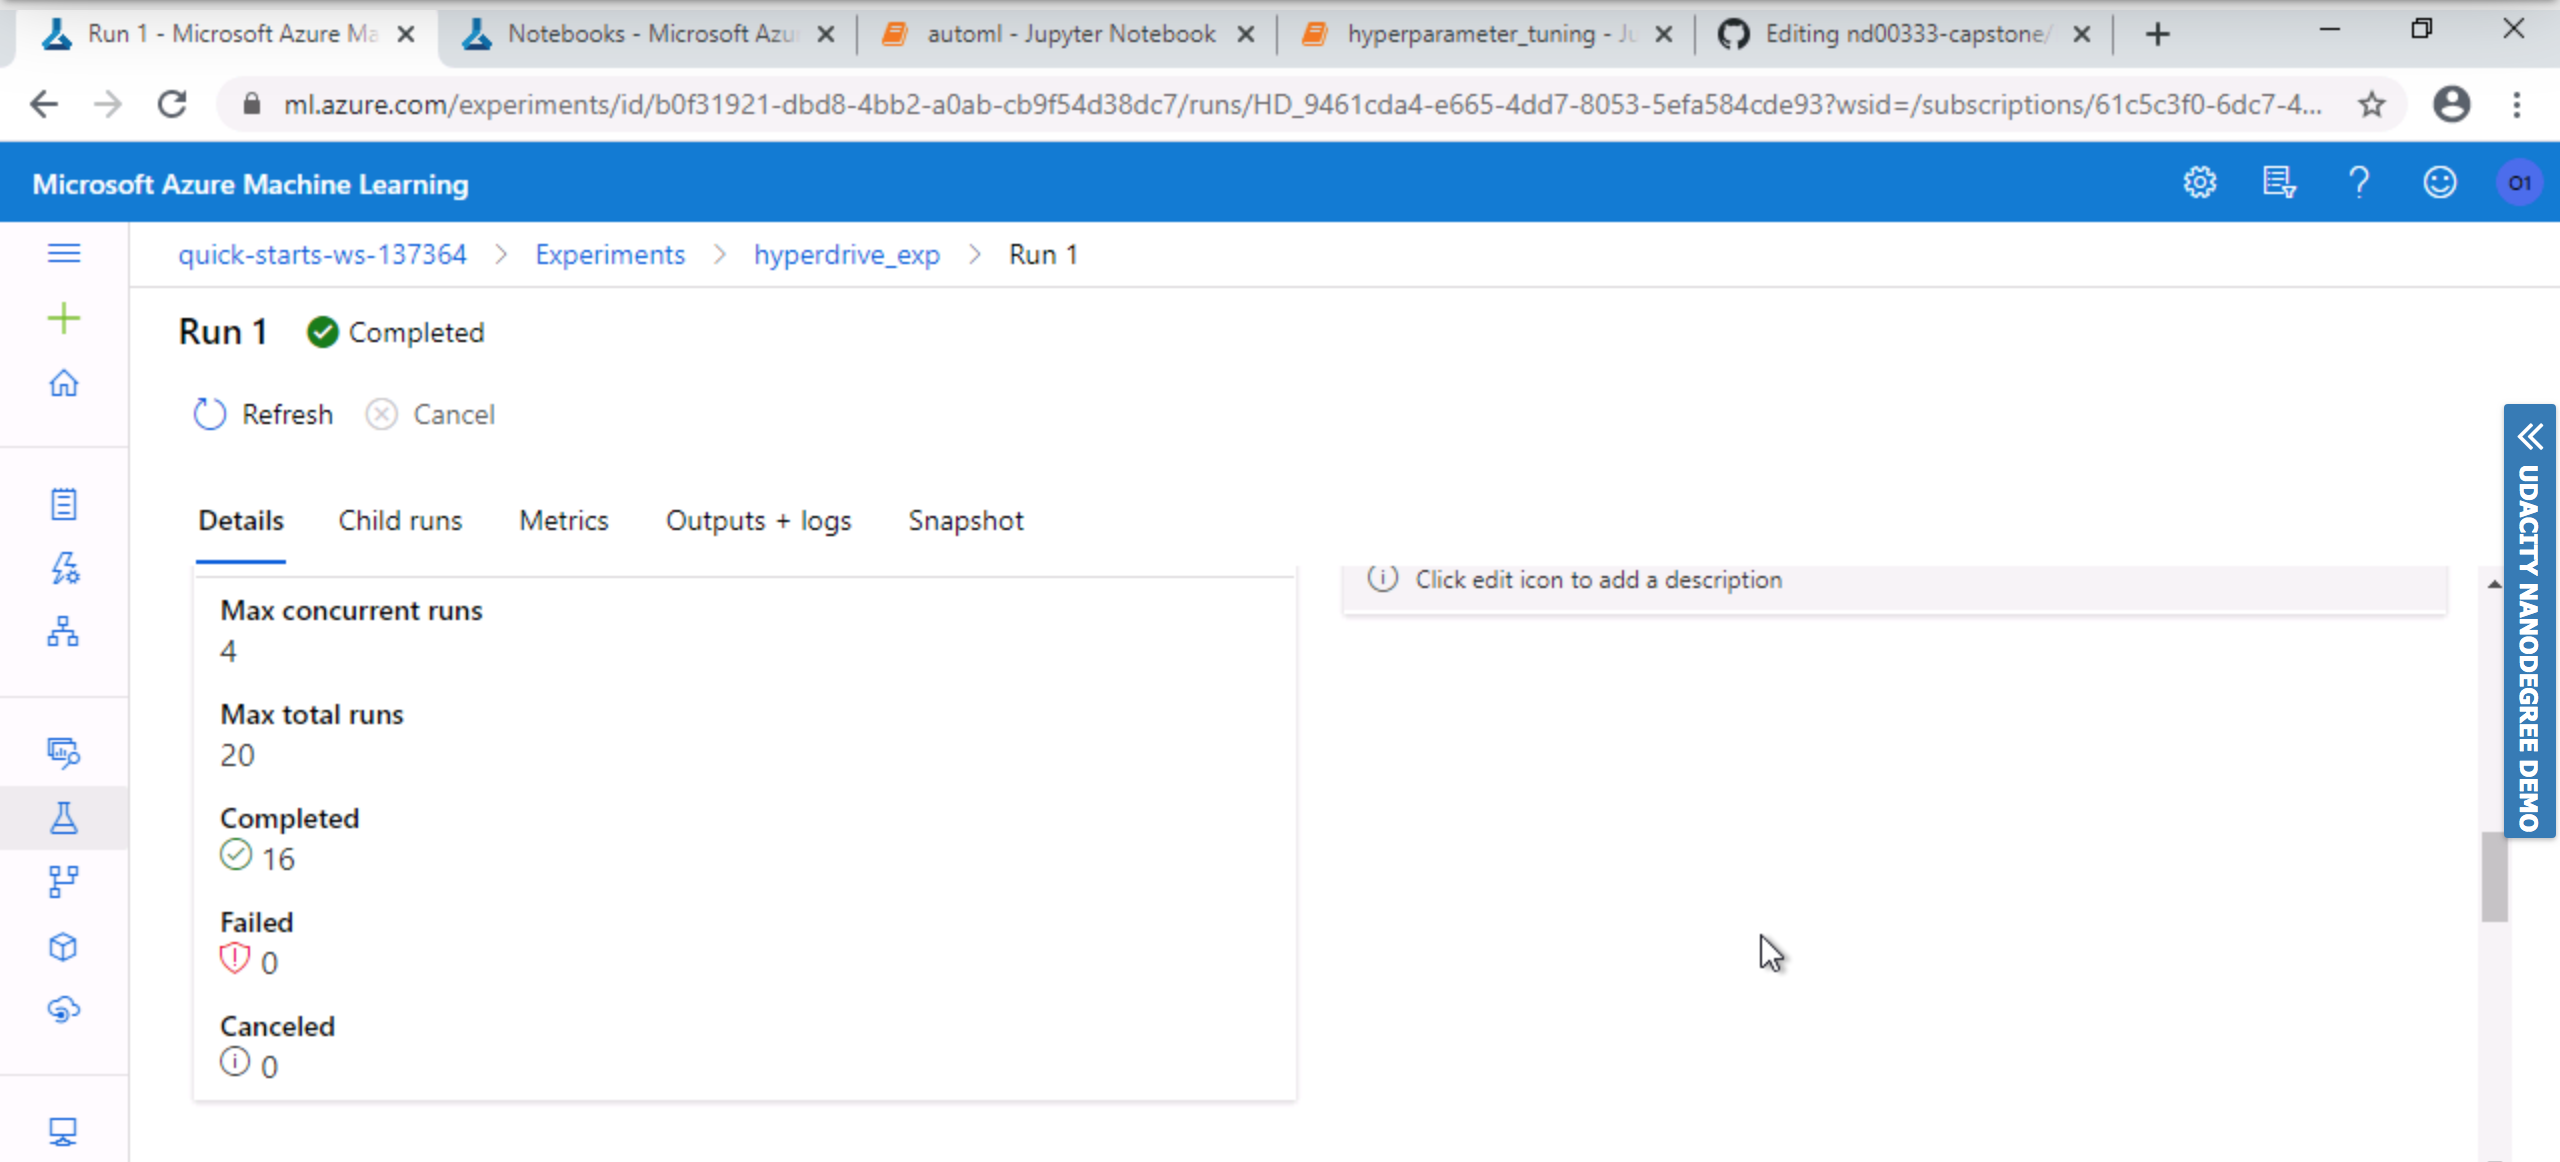 Run 1 - Microsoft Azure Ma
Notebooks - Microsoft Azu
automl - Jupyter Notebook
hyperparameter_tuning - Ju
Editing nd00333-capstone/
ml.azure.com/experiments/id/b0f31921-dbd8-4bb2-a0ab-cb9f54d38dc7/runs/HD_9461cda4-e665-4dd7-8053-5efa584cde93?wsid=/subscriptions/61c5c3f0-6dc7-4...
Microsoft Azure Machine Learning
O1
quick-starts-ws-137364 > Experiments > hyperdrive_exp > Run 1
Run 1 Completed
Refresh Cancel
Details Child runs Metrics Outputs + logs Snapshot
Click edit icon to add a description
Max concurrent runs
4
Max total runs
20
Completed
16
Failed
0
Canceled
0
UDACITY NANODEGREE DEMO